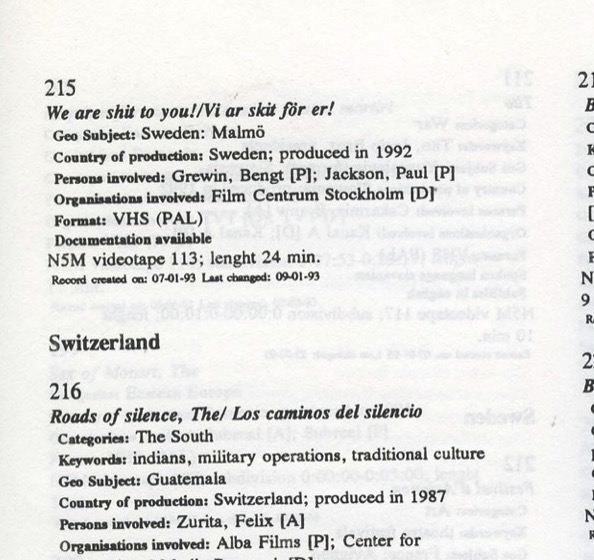 215
We are shit to you!/Vi ar skit för er!
Geo Subject: Sweden: Malmö
Country of production: Sweden; produced in 1992
Persons involved: Grewin, Bengt [P]; Jackson, Paul [P]
Organisations involved: Film Centrum Stockholm [D]
Format: VHS (PAL)
Documentation available
N5M videotape 113; lenght 24 min.
Record created on: 07-01-93 Last changed: 09-01-93
Switzerland
216
Roads of silence, The/ Los caminos del silencio
Categories: The South
Keywords: indians, military operations, traditional culture
Geo Subject: Guatemala
Country of production: Switzerland; produced in 1987
Persons involved: Zurita, Felix [A]
Organisations involved: Alba Films [P]; Center for